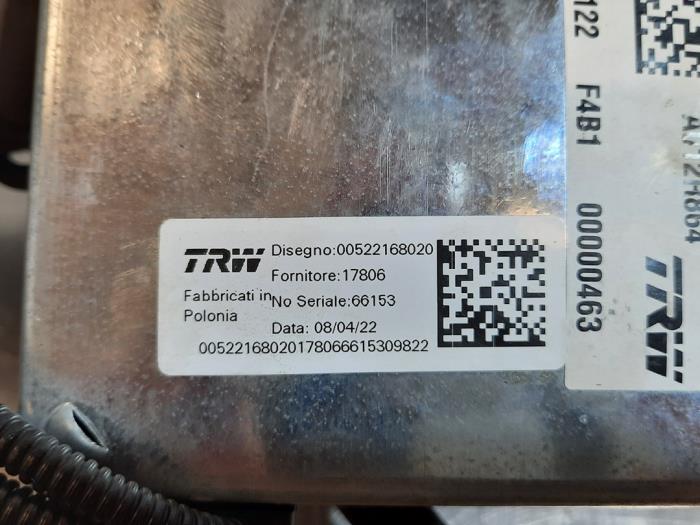 TRW
Disegno:00522168020
Fornitore:17806
Fabbricati in
Polonia
No Seriale:66153
Data: 08/04/22
00522168020178066615309822
122 F4B1 00000463
TRW